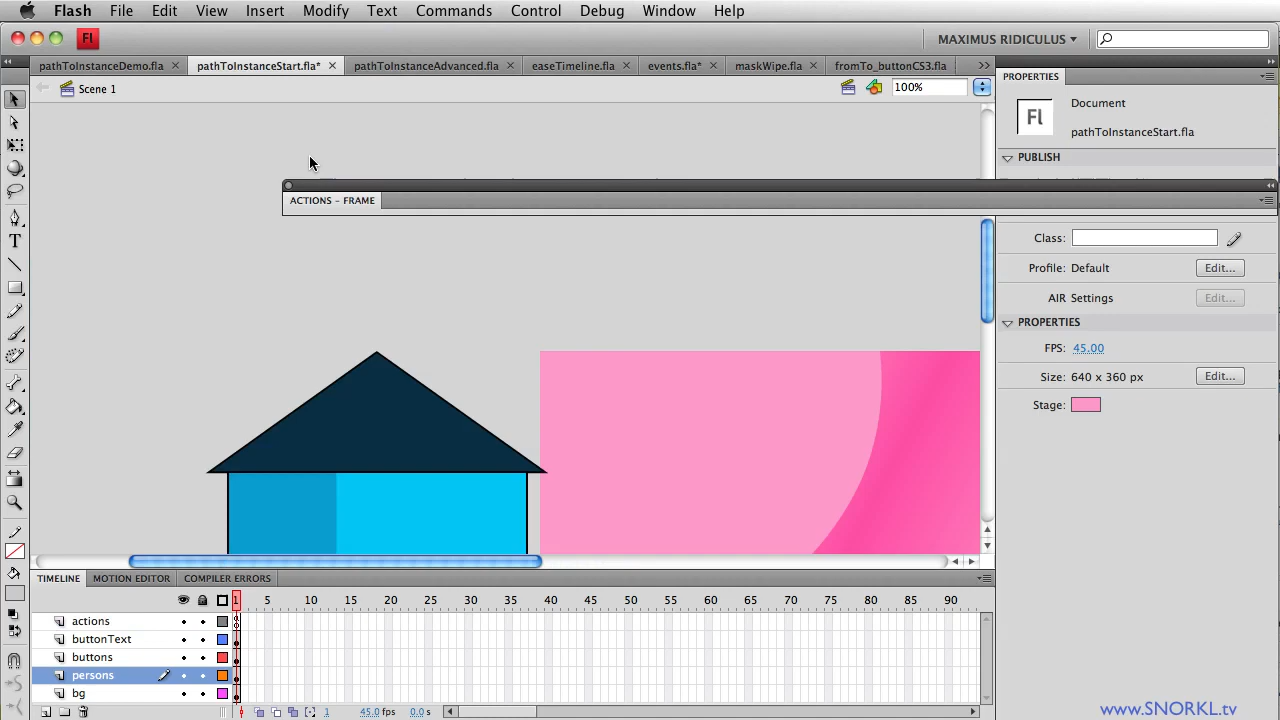 Flash File Edit View Insert Modify Text Commands Control Debug Window Help
Fl MAXIMUS RIDICULUS
pathToInstanceDemo.fla pathToInstanceStart.fla* pathToInstanceAdvanced.fla easeTimeline.fla events.fla* maskWipe.fla fromTo_buttonCS3.fla
Scene 1 100%
PROPERTIES
Document
Fl
pathToInstanceStart.fla
PUBLISH
ACTIONS - FRAME
Class:
Profile: Default Edit...
AIR Settings Edit...
PROPERTIES
FPS: 45.00
Size: 640 x 360 px Edit...
Stage:
TIMELINE MOTION EDITOR COMPILER ERRORS
1 5 10 15 20 25 30 35 40 45 50 55 60 65 70 75 80 85 90
actions
buttonText
buttons
persons
bg
1 45.0 fps 0.0 s
www.SNORKL.tv